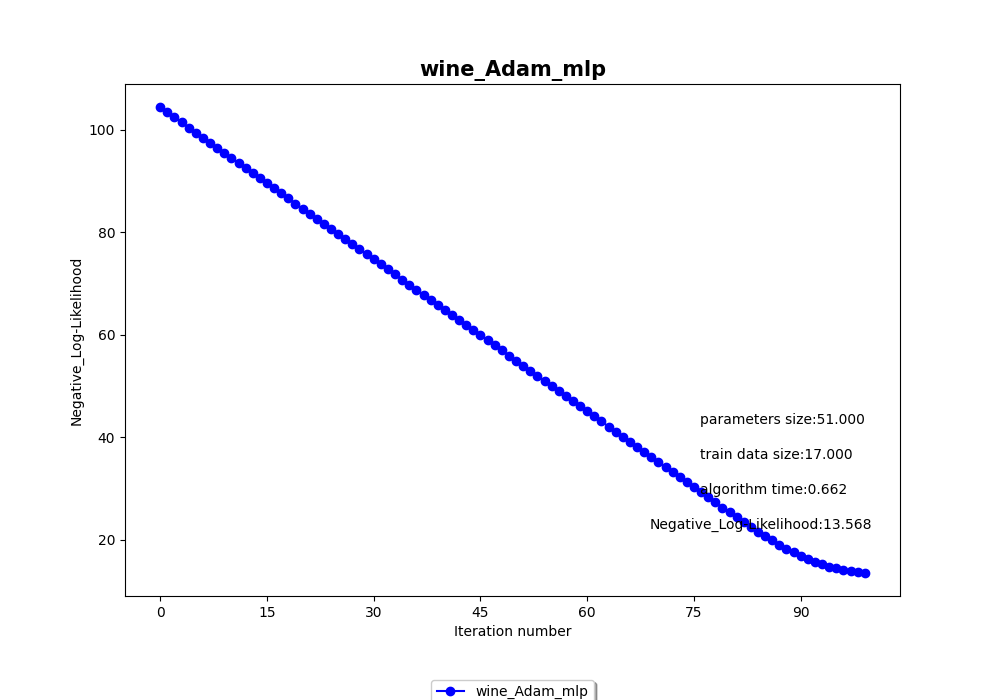 wine_Adam_mlp
Negative_Log-Likelihood
100
80
60
40
20
parameters size:51.000
train data size:17.000
algorithm time:0.662
Negative_Log-Likelihood:13.568
0 15 30 45 60 75 90
Iteration number
wine_Adam_mlp